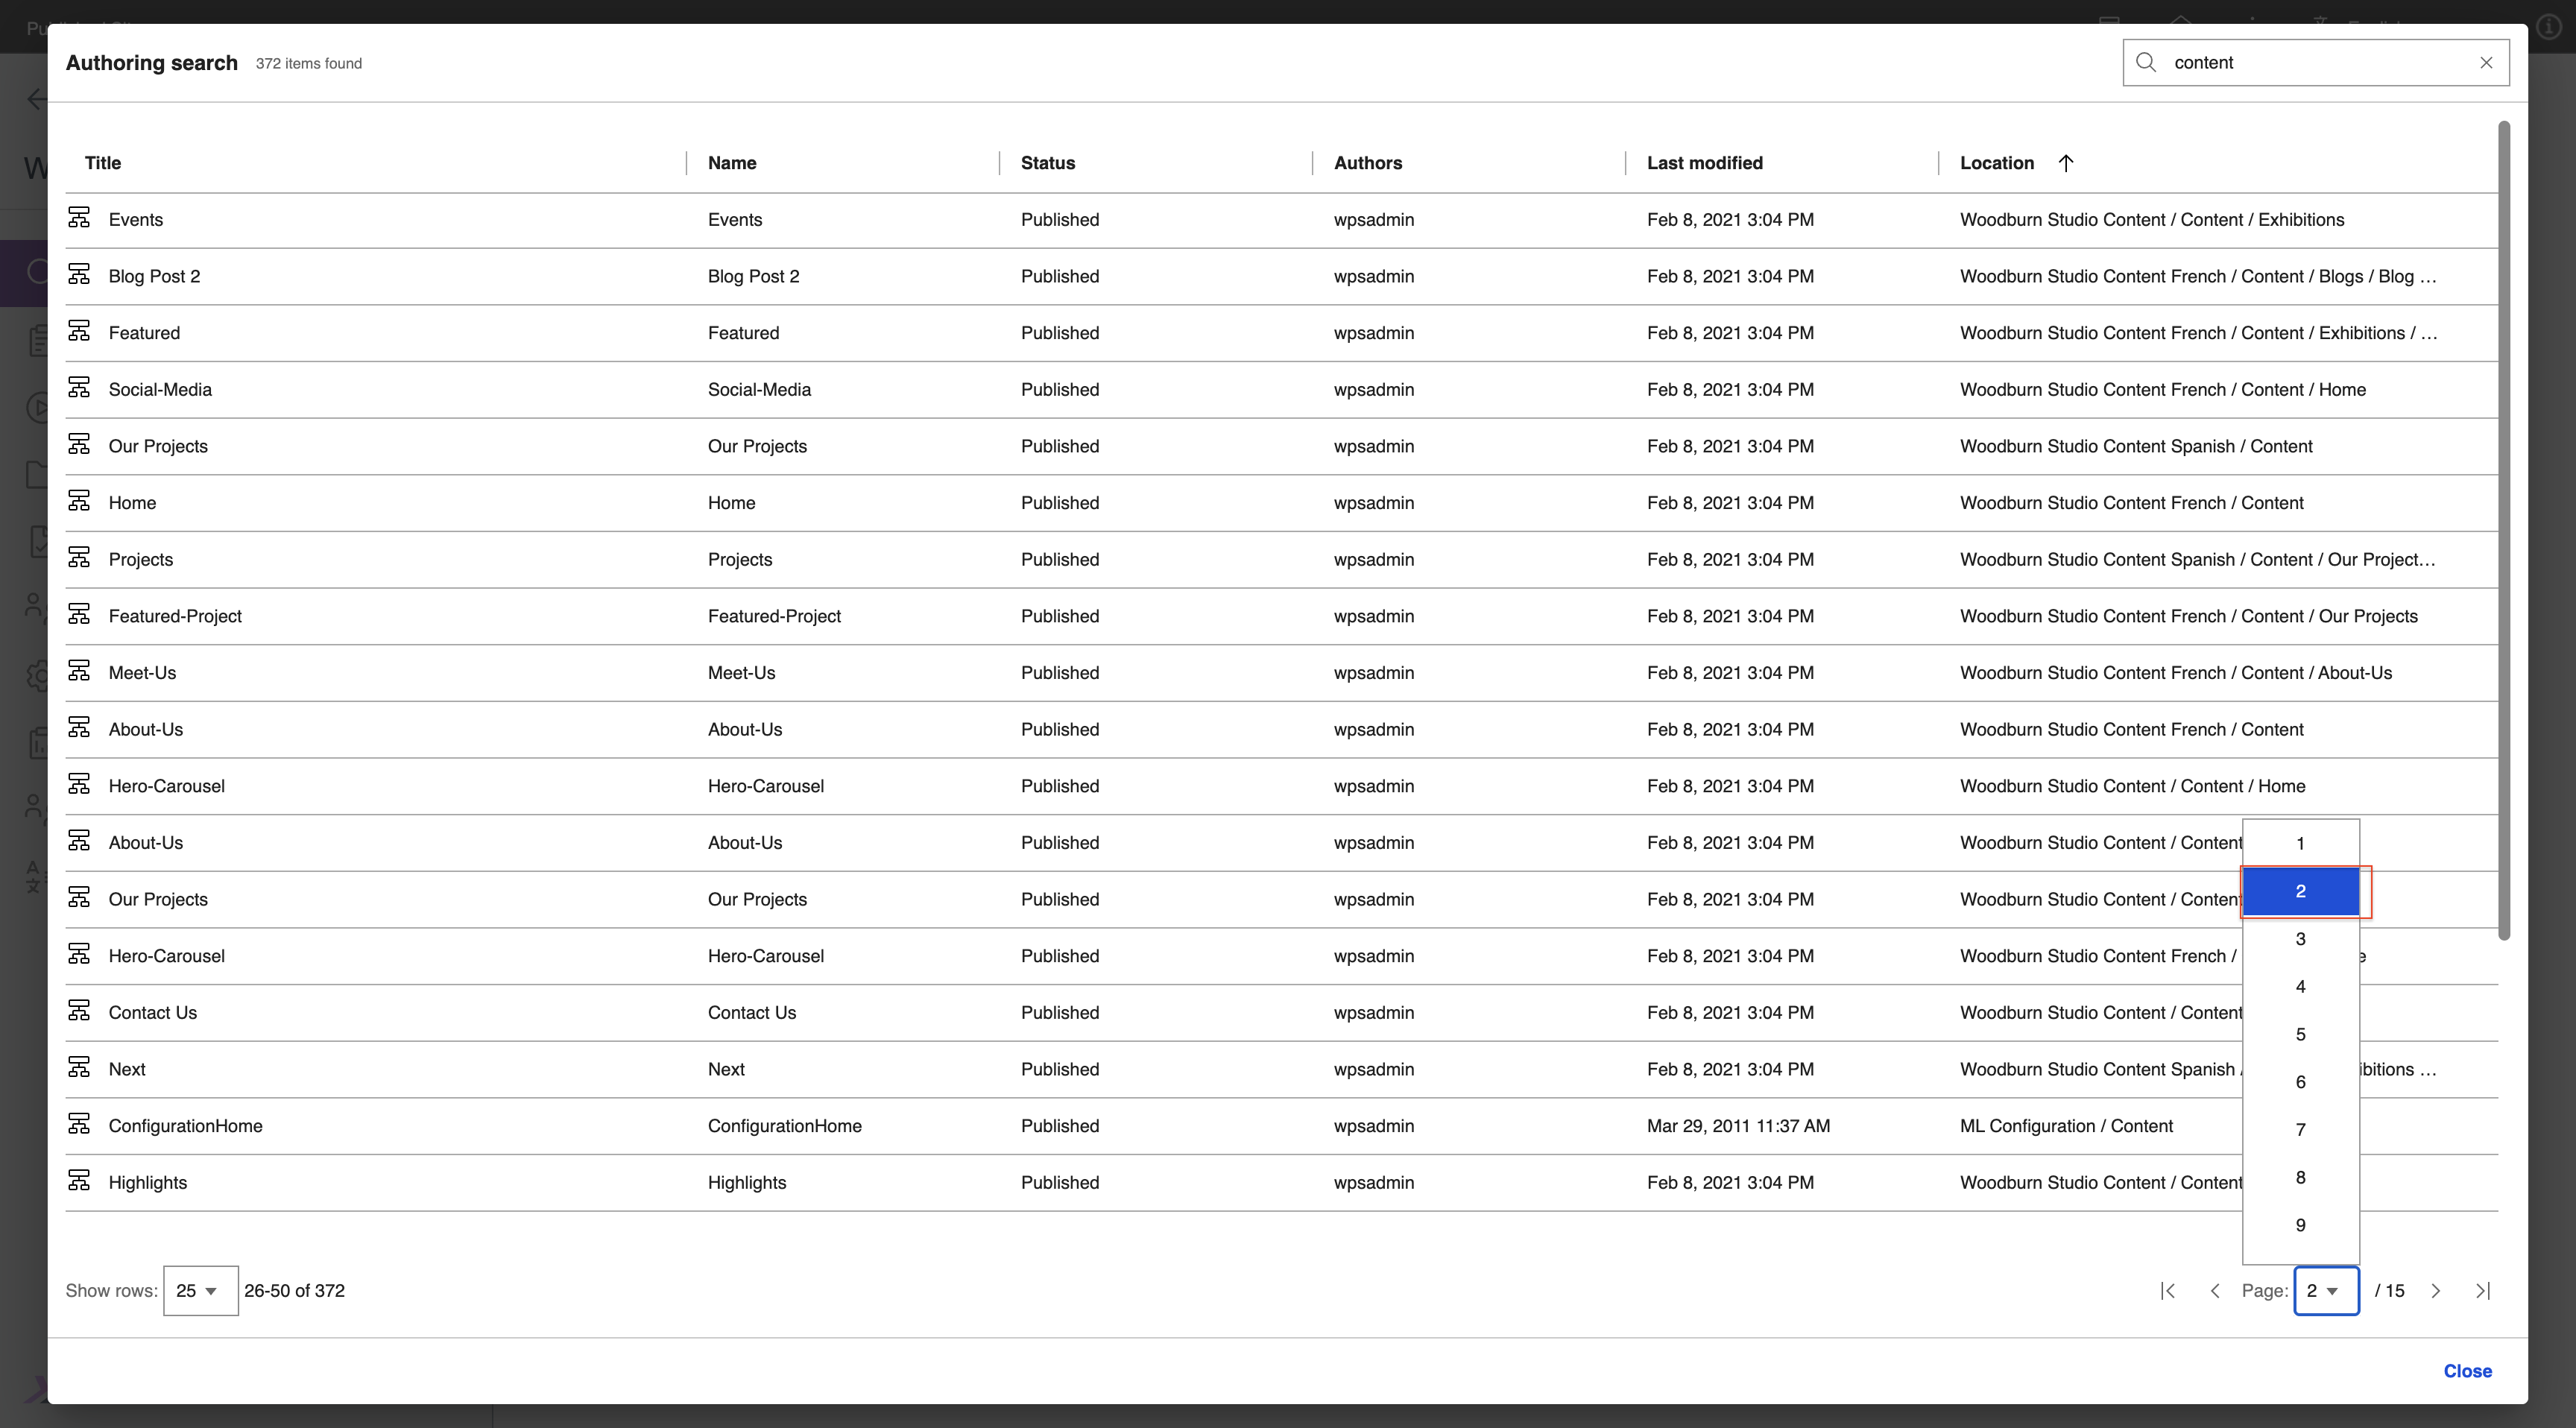 Authoring search 372 items found
content
Title Name Status Authors Last modified Location
Events Events Published wpsadmin Feb 8, 2021 3:04 PM Woodburn Studio Content / Content / Exhibitions
Blog Post 2 Blog Post 2 Published wpsadmin Feb 8, 2021 3:04 PM Woodburn Studio Content French / Content / Blogs / Blog ...
Featured Featured Published wpsadmin Feb 8, 2021 3:04 PM Woodburn Studio Content French / Content / Exhibitions / ...
Social-Media Social-Media Published wpsadmin Feb 8, 2021 3:04 PM Woodburn Studio Content French / Content / Home
Our Projects Our Projects Published wpsadmin Feb 8, 2021 3:04 PM Woodburn Studio Content Spanish / Content
Home Home Published wpsadmin Feb 8, 2021 3:04 PM Woodburn Studio Content French / Content
Projects Projects Published wpsadmin Feb 8, 2021 3:04 PM Woodburn Studio Content Spanish / Content / Our Project...
Featured-Project Featured-Project Published wpsadmin Feb 8, 2021 3:04 PM Woodburn Studio Content French / Content / Our Projects
Meet-Us Meet-Us Published wpsadmin Feb 8, 2021 3:04 PM Woodburn Studio Content French / Content / About-Us
About-Us About-Us Published wpsadmin Feb 8, 2021 3:04 PM Woodburn Studio Content French / Content
Hero-Carousel Hero-Carousel Published wpsadmin Feb 8, 2021 3:04 PM Woodburn Studio Content / Content / Home
About-Us About-Us Published wpsadmin Feb 8, 2021 3:04 PM Woodburn Studio Content / Content
Our Projects Our Projects Published wpsadmin Feb 8, 2021 3:04 PM Woodburn Studio Content / Content
Hero-Carousel Hero-Carousel Published wpsadmin Feb 8, 2021 3:04 PM Woodburn Studio Content French /
Contact Us Contact Us Published wpsadmin Feb 8, 2021 3:04 PM Woodburn Studio Content / Content
Next Next Published wpsadmin Feb 8, 2021 3:04 PM Woodburn Studio Content Spanish / ibitions ...
ConfigurationHome ConfigurationHome Published wpsadmin Mar 29, 2011 11:37 AM ML Configuration / Content
Highlights Highlights Published wpsadmin Feb 8, 2021 3:04 PM Woodburn Studio Content / Content
1
2
3
4
5
6
7
8
9
Show rows: 25 26-50 of 372 Page: 2 / 15
Close